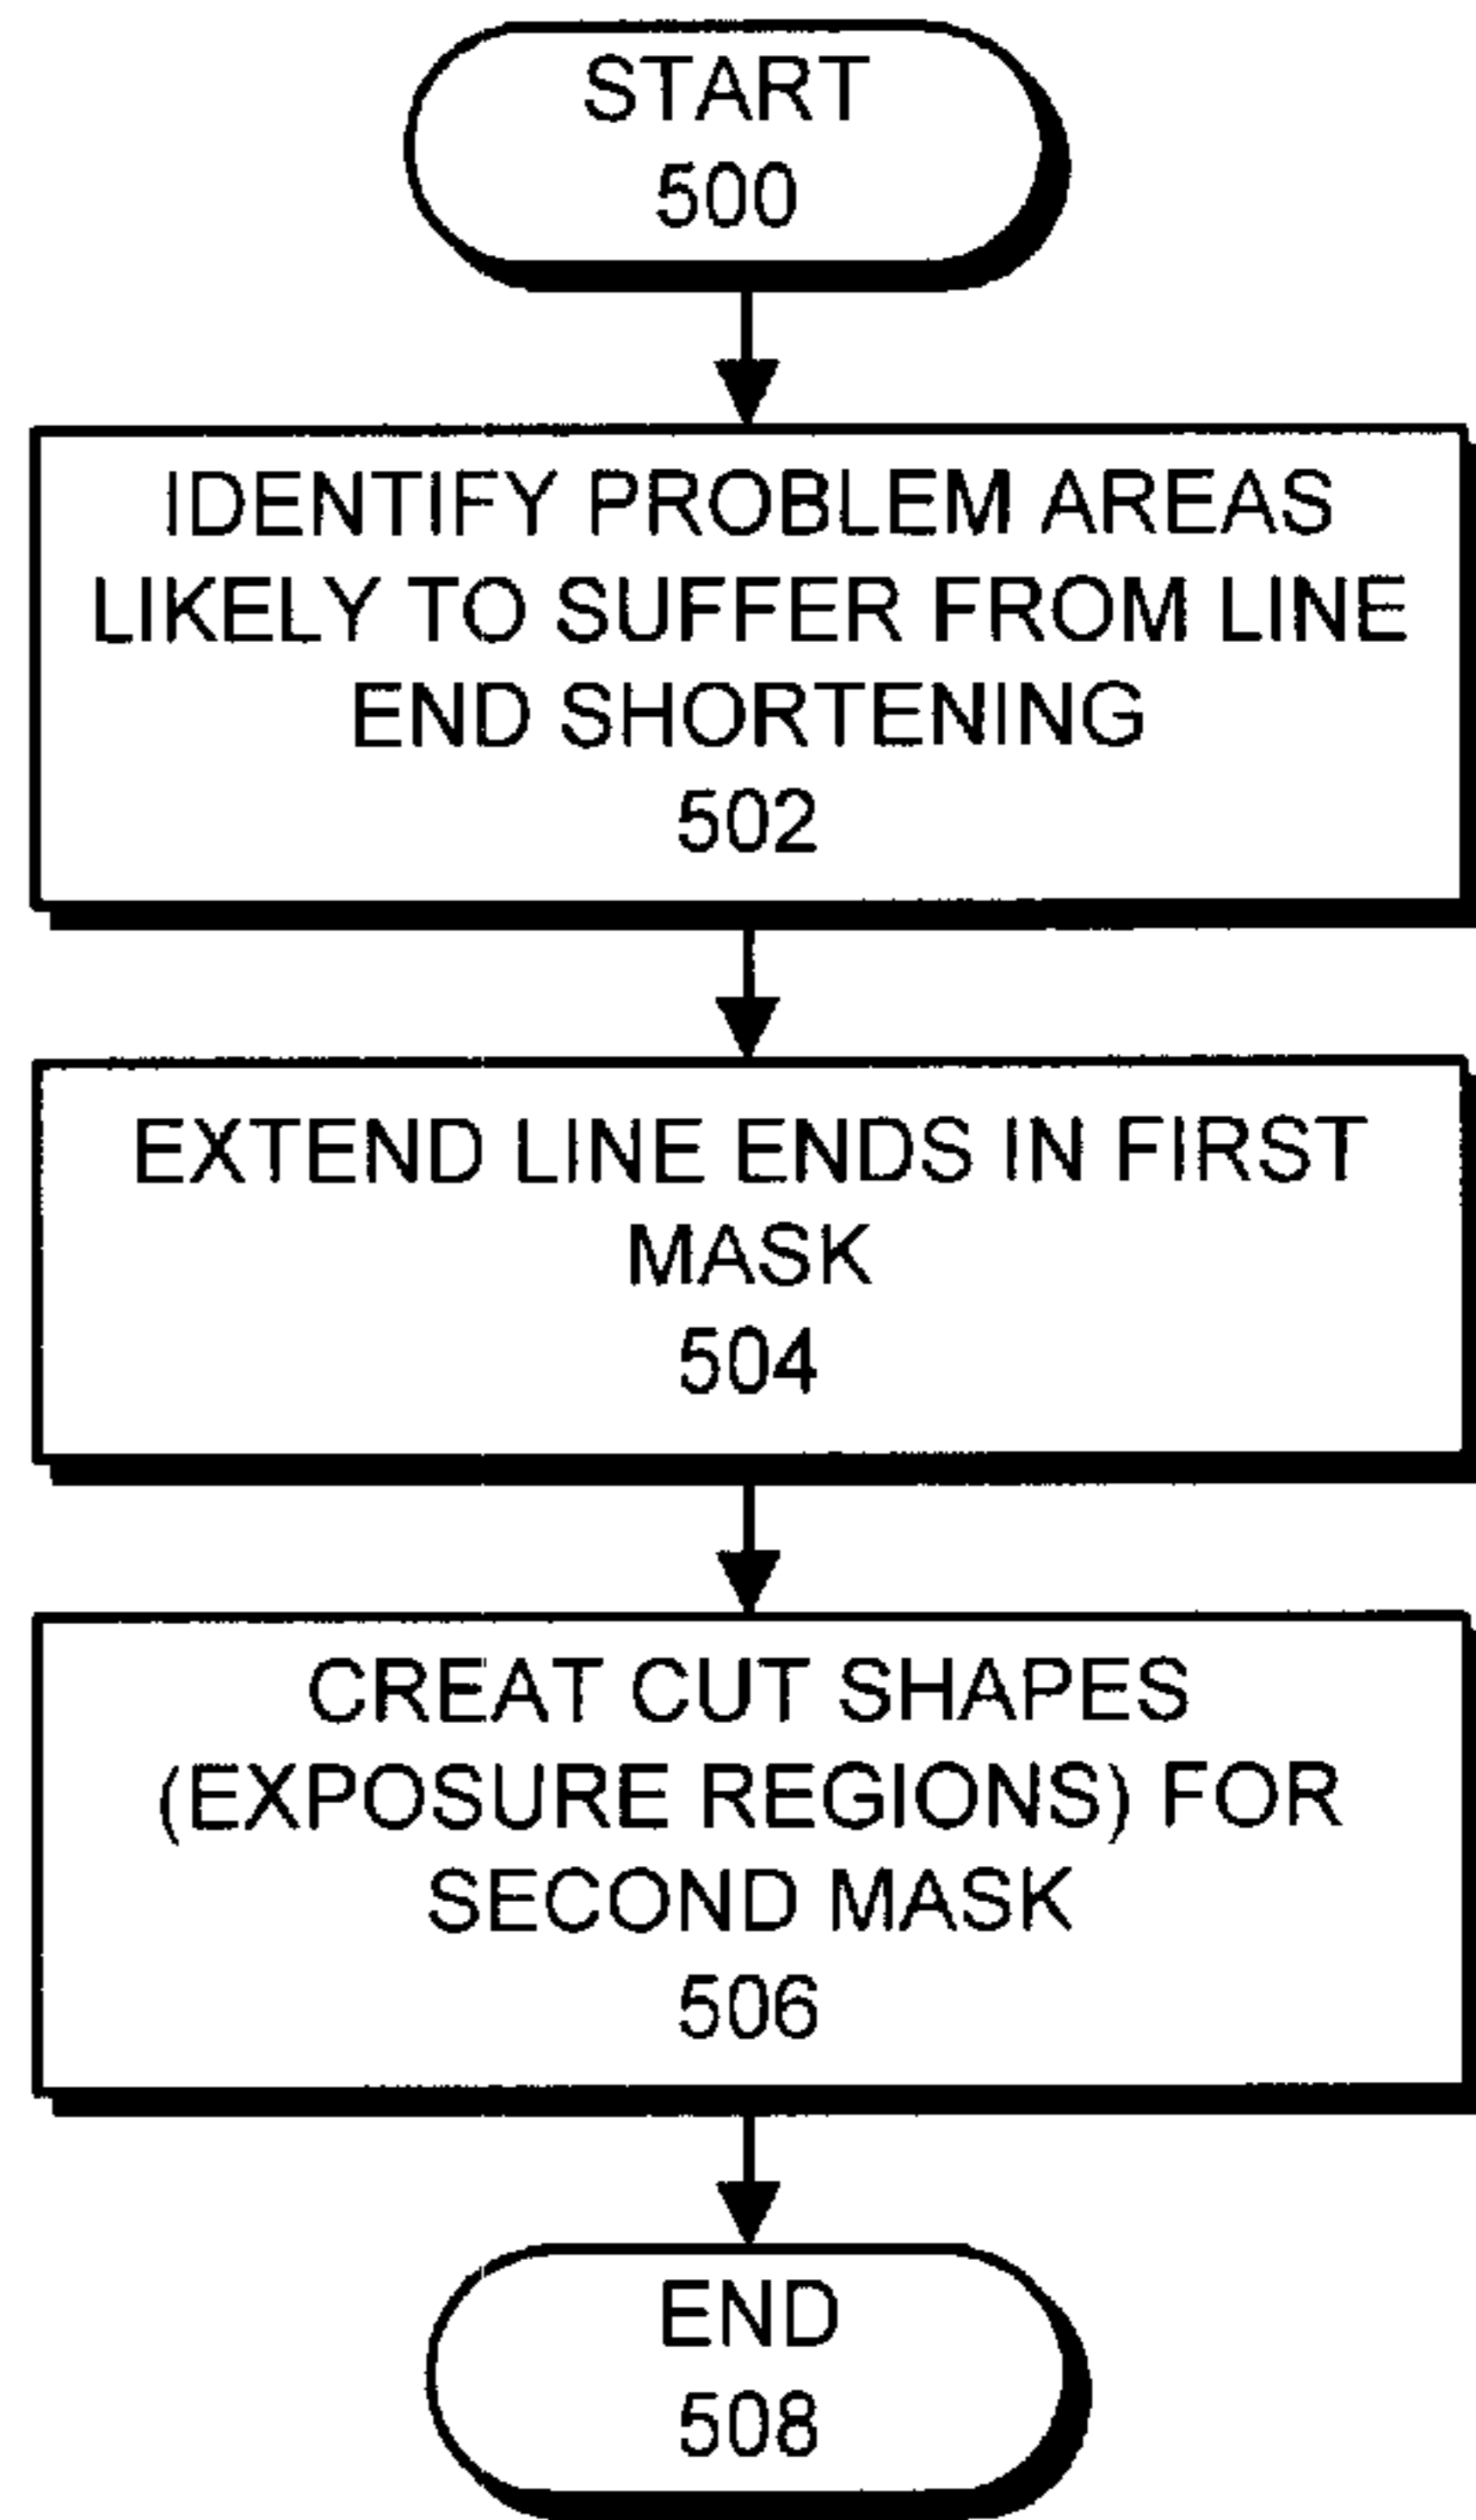 START
500
IDENTIFY PROBLEM AREAS
LIKELY TO SUFFER FROM LINE
END SHORTENING
502
EXTEND LINE ENDS IN FIRST
MASK
504
CREAT CUT SHAPES
(EXPOSURE REGIONS) FOR
SECOND MASK
506
END
508